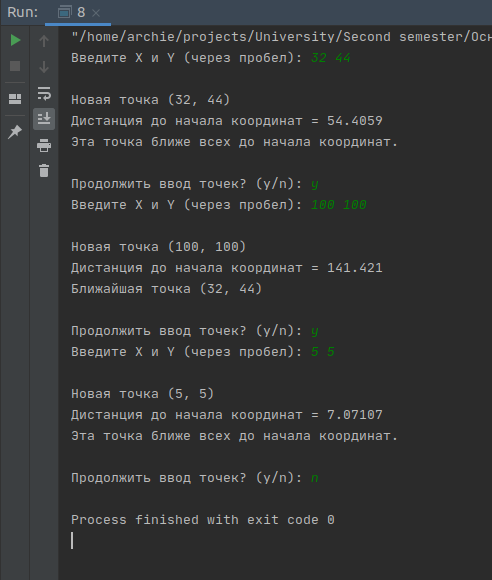 Run: 8
"/home/archie/projects/University/Second semester/Осн
Введите X и Y (через пробел): 32 44
Новая точка (32, 44)
Дистанция до начала координат = 54.4059
Эта точка ближе всех до начала координат.
Продолжить ввод точек? (y/n): y
Введите X и Y (через пробел): 100 100
Новая точка (100, 100)
Дистанция до начала координат = 141.421
Ближайшая точка (32, 44)
Продолжить ввод точек? (y/n): y
Введите X и Y (через пробел): 5 5
Новая точка (5, 5)
Дистанция до начала координат = 7.07107
Эта точка ближе всех до начала координат.
Продолжить ввод точек? (y/n): n
Process finished with exit code 0